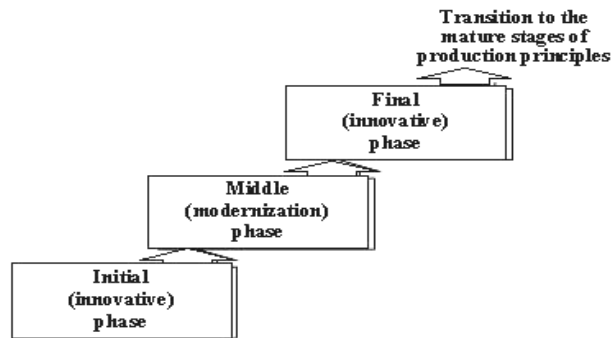 Transition to the
mature stages of
production principles
Final
(innovative)
phase
Middle
(modernization)
phase
Initial
(innovative)
phase